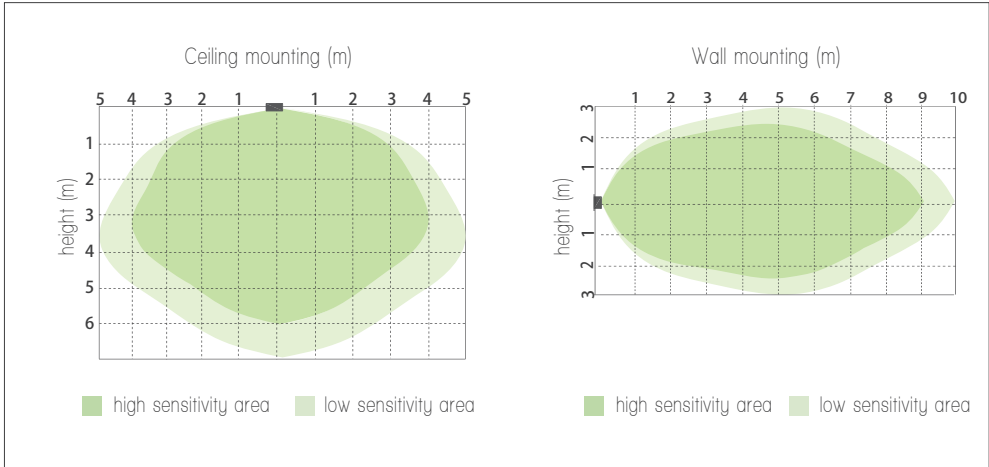 Ceiling mounting (m)
5 4 3 2 1 1 2 3 4 5
1
2
3
4
5
6
height (m)
high sensitivity area
low sensitivity area
Wall mounting (m)
1 2 3 4 5 6 7 8 9 10
3
2
1
1
2
3
height (m)
high sensitivity area
low sensitivity area